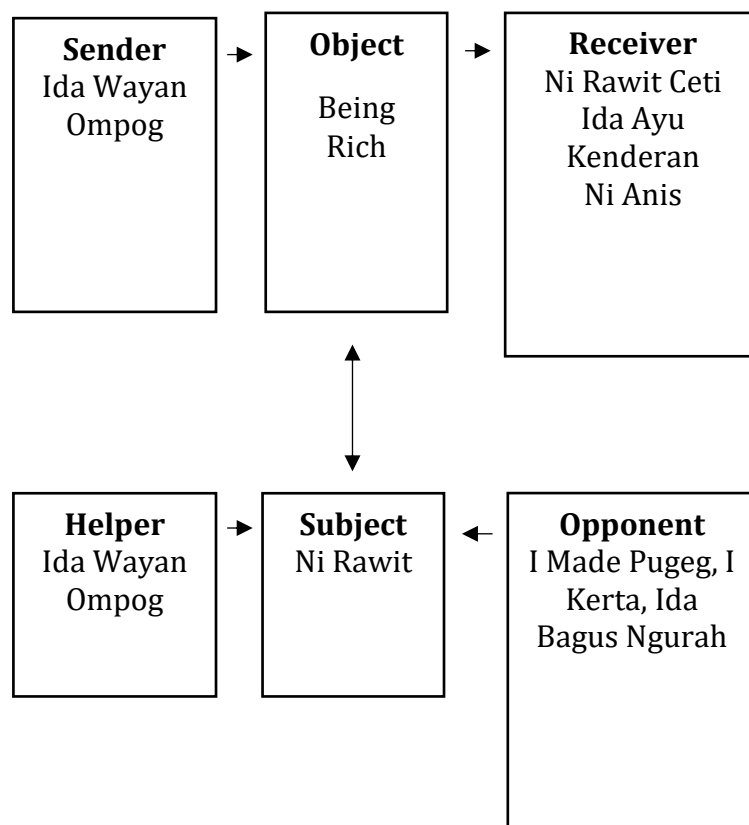 Sender
Ida Wayan
Ompog
Object
Being
Rich
Receiver
Ni Rawit Ceti
Ida Ayu
Kenderan
Ni Anis
Helper
Ida Wayan
Ompog
Subject
Ni Rawit
Opponent
I Made Pugeg, I
Kerta, Ida
Bagus Ngurah